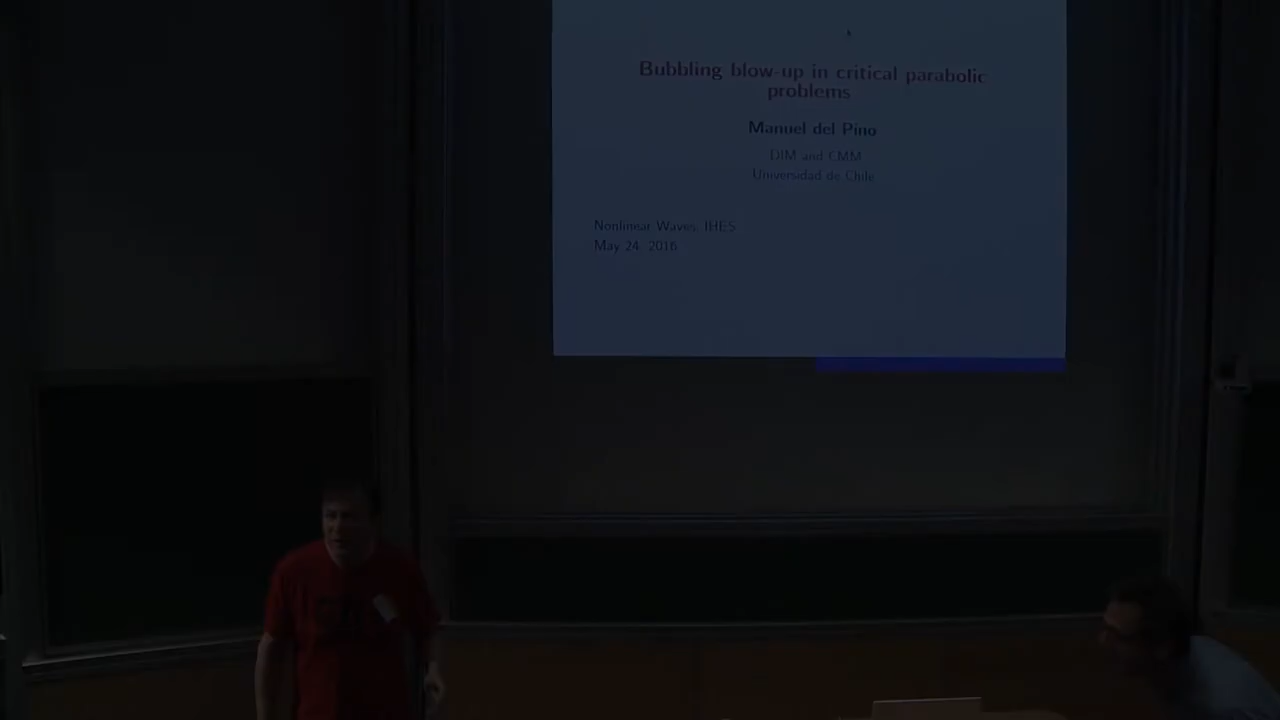 Bubbling blow-up in critical parabolic
problems
Manuel del Pino
DIM and CMM
Universidad de Chile
Nonlinear Waves, IHES
May 24, 2016